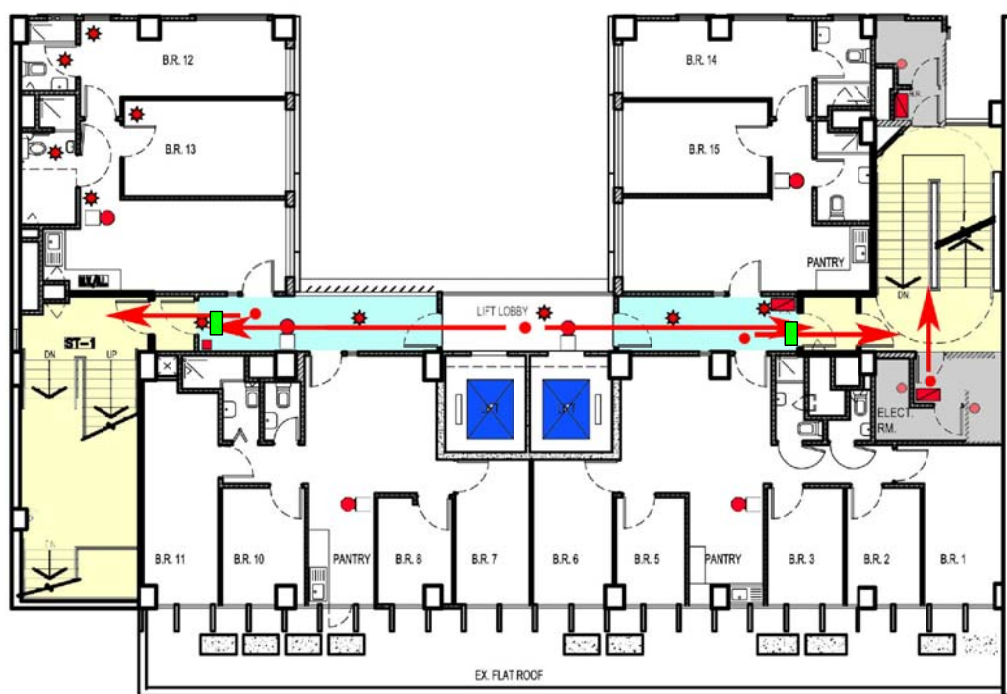 B.R. 12
B.R. 14
B.R. 13
B.R. 15
PANTRY
DN.
LIFT LOBBY
ST-1
DN
UP
ELECT.
RM.
B.R. 11
B.R. 10
PANTRY
B.R. 8
B.R. 7
B.R. 6
B.R. 5
PANTRY
B.R. 3
B.R. 2
B.R. 1
DN
EX. FLAT ROOF